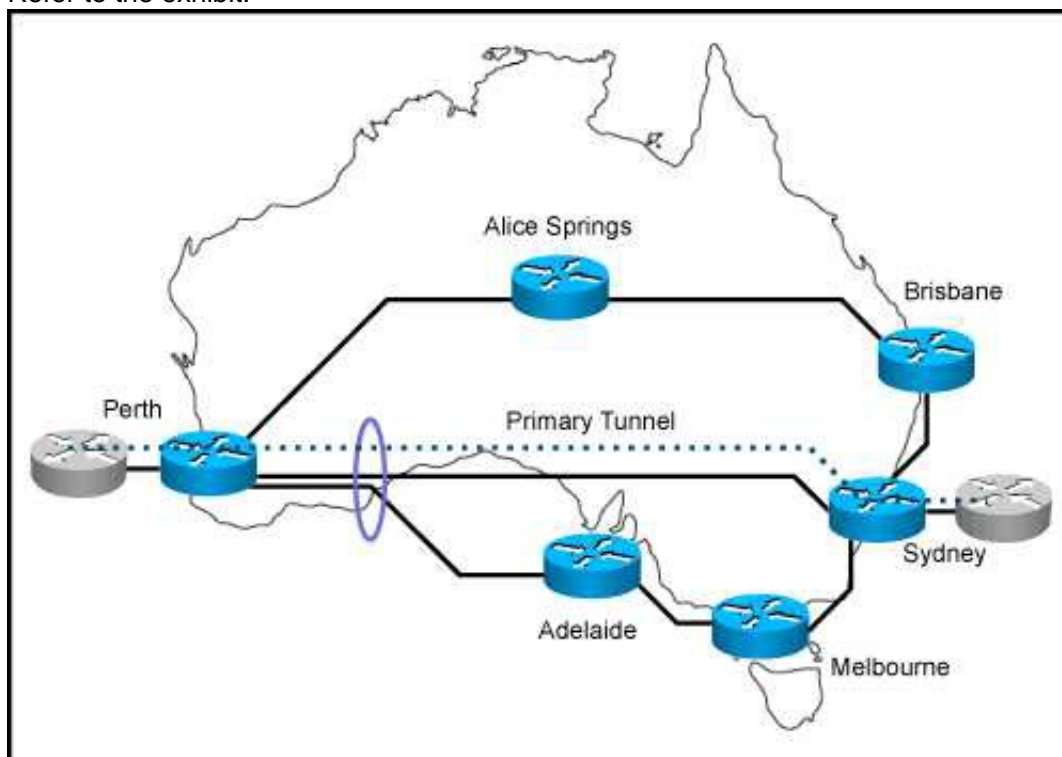 Refer to the exhibit.
Alice Springs
Brisbane
Perth
Primary Tunnel
Sydney
Adelaide
Melbourne